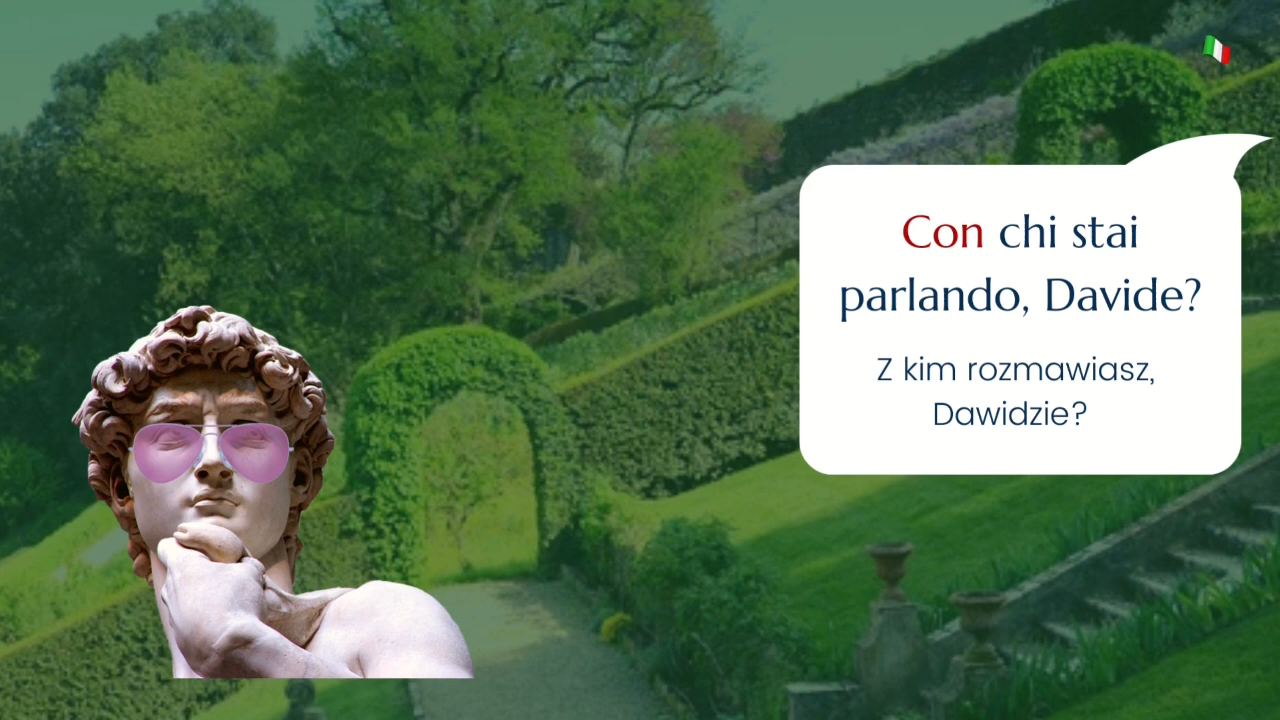 Con chi stai
parlando, Davide?
Z kim rozmawiasz,
Dawidzie?